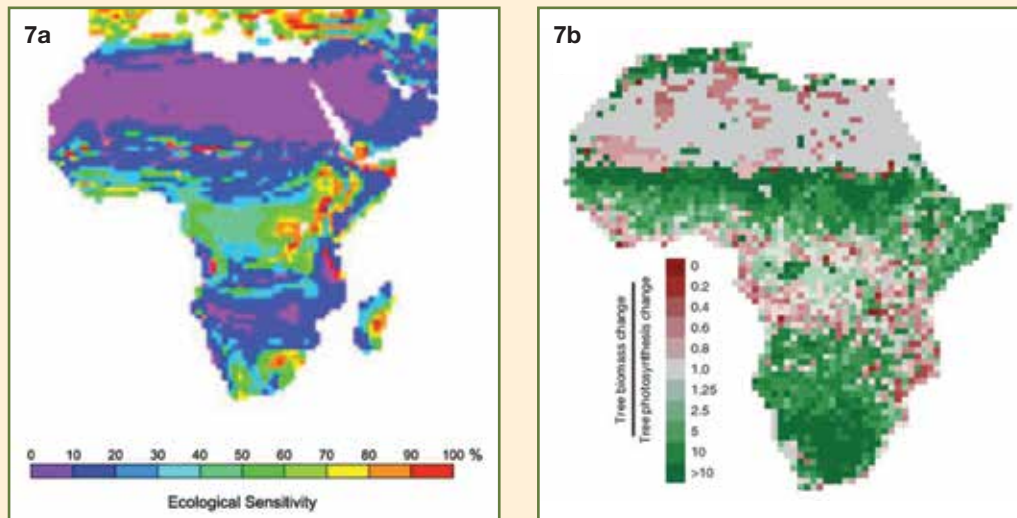 7a
0 10 20 30 40 50 60 70 80 90 100 %
Ecological Sensitivity
7b
Tree biomass change
Tree photosynthesis change
0
0.2
0.4
0.6
0.8
1.0
1.25
2.5
5
10
>10